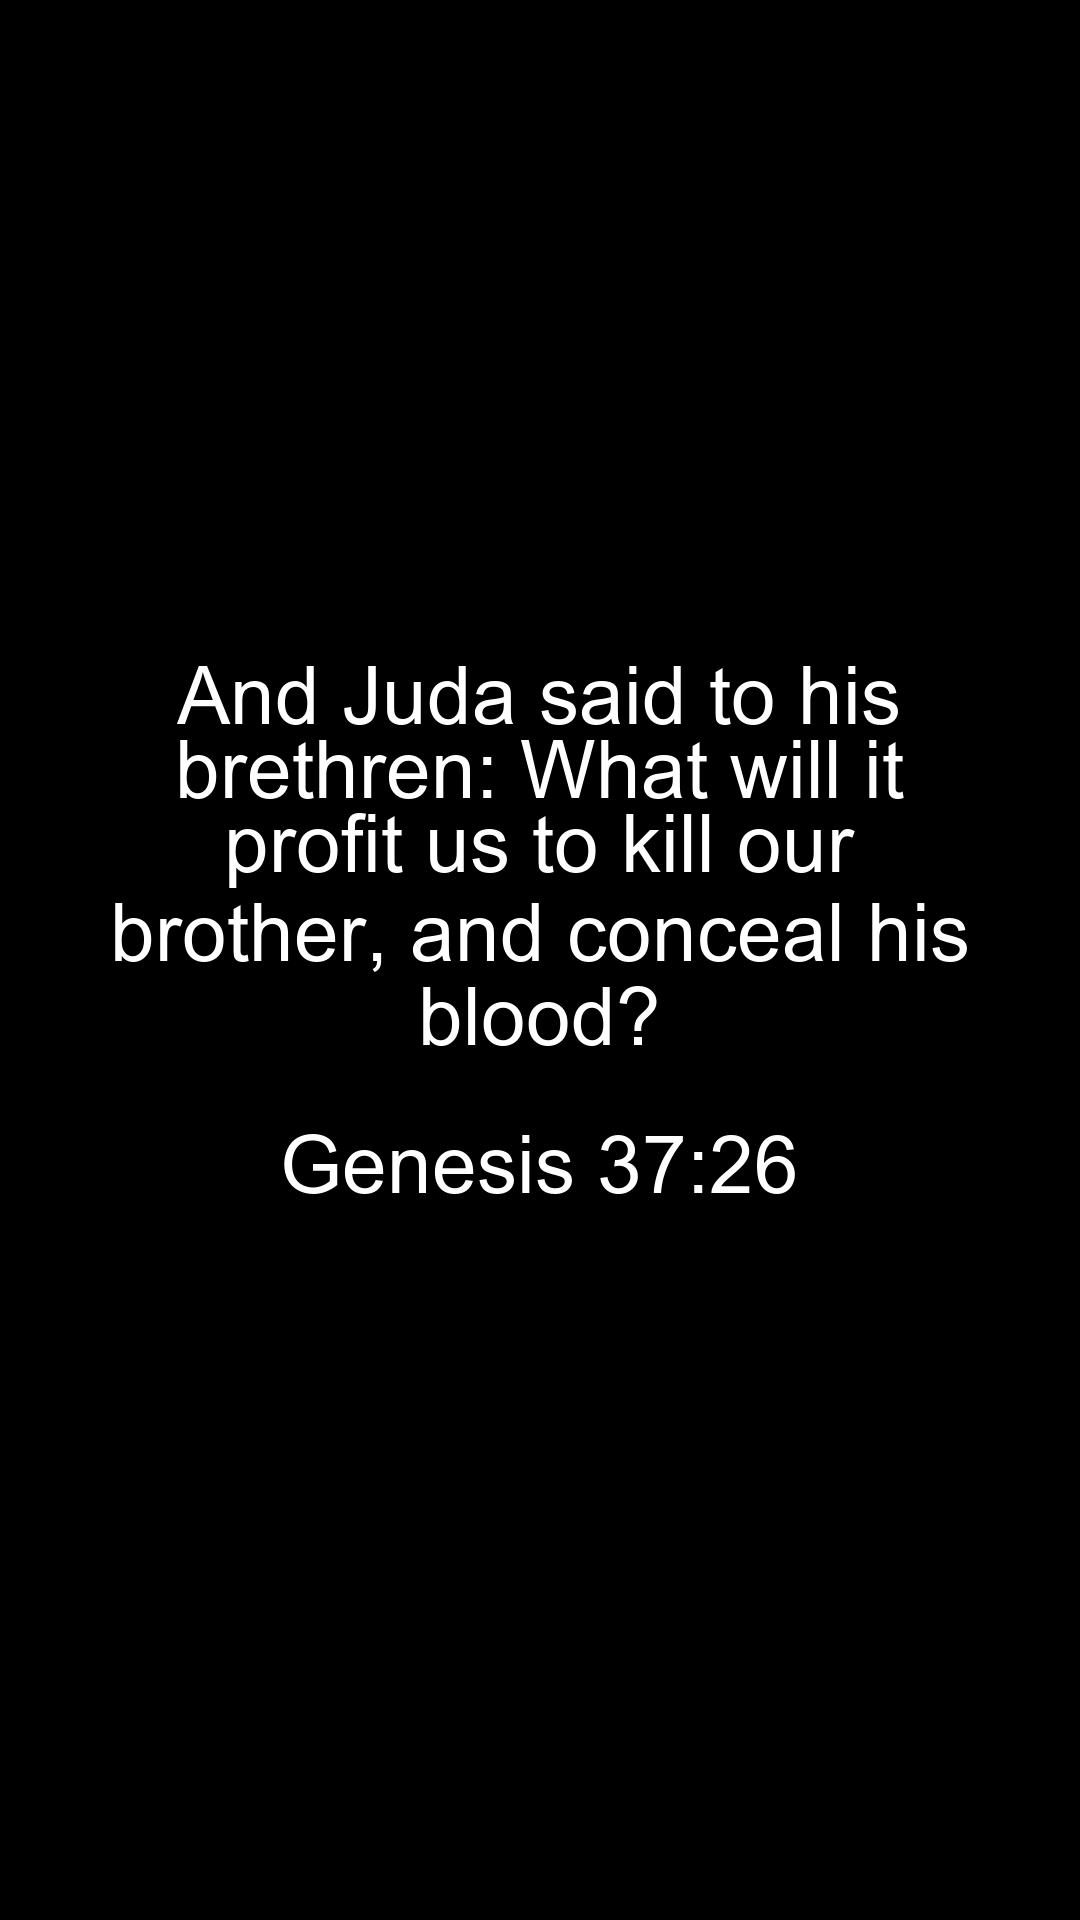 And Juda said to his
brethren: What will it
profit us to kill our
brother, and conceal his
blood?
Genesis 37:26